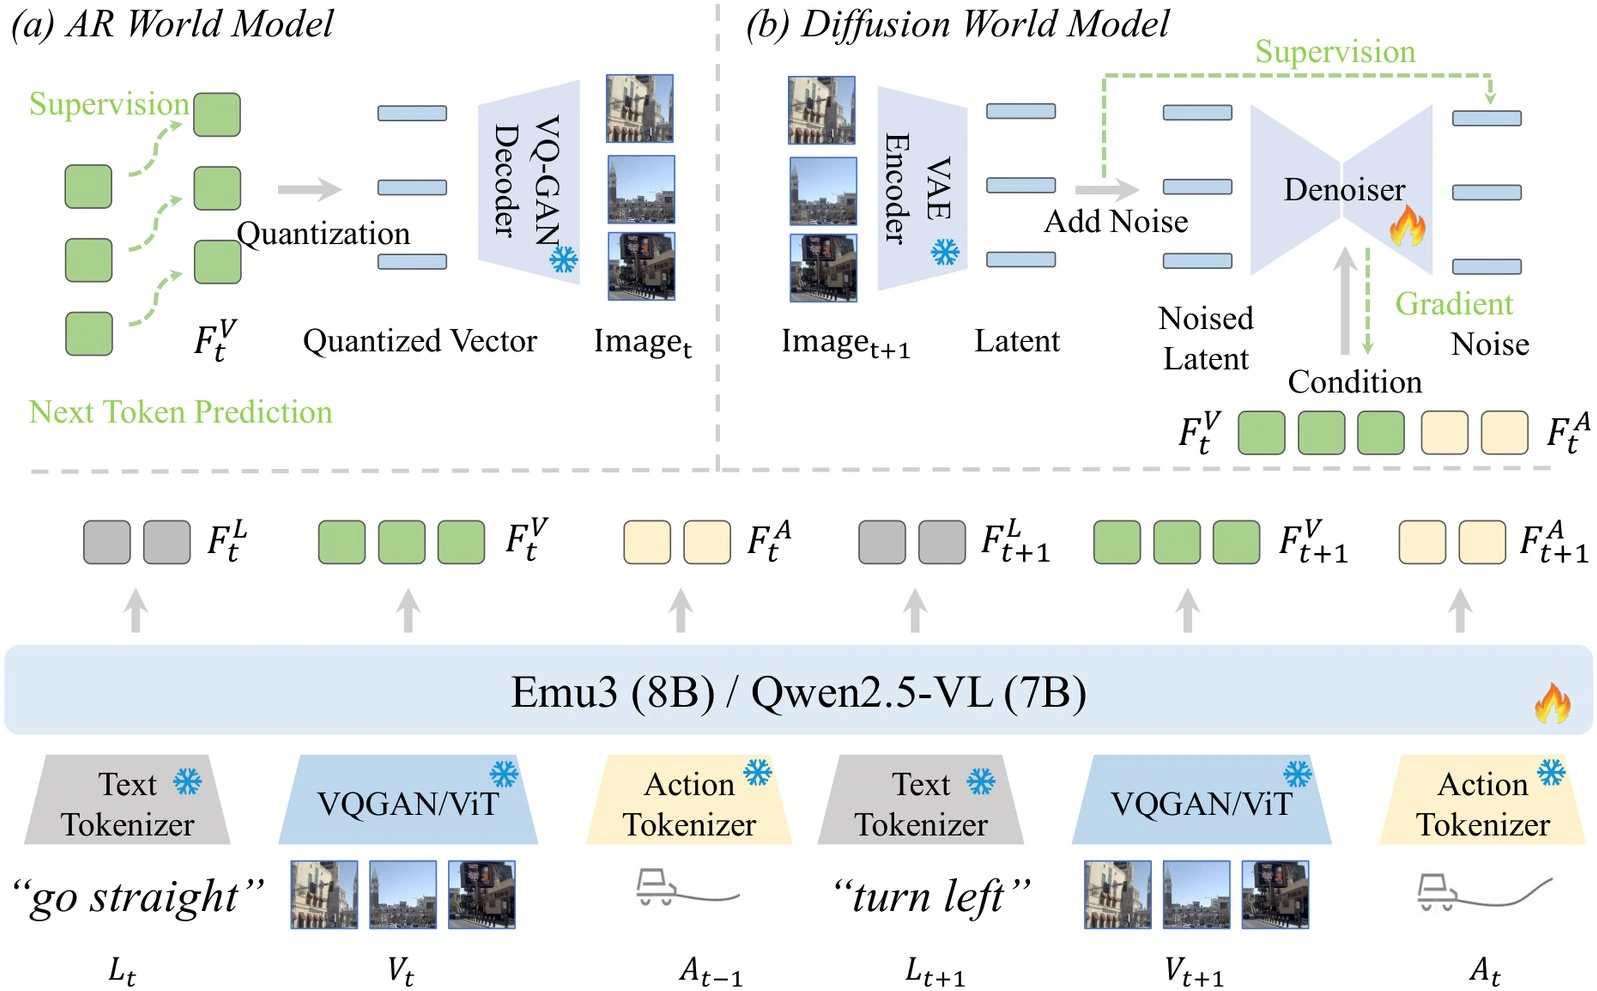 (a) AR World Model
(b) Diffusion World Model
Supervision
Quantization
VQ-GAN
Decoder
F_t^V
Quantized Vector
Image_t
Next Token Prediction
Supervision
VAE
Encoder
Add Noise
Denoiser
Gradient
Image_{t+1}
Latent
Noised
Latent
Noise
Condition
F_t^V
F_t^A
F_t^L
F_t^V
F_t^A
F_{t+1}^L
F_{t+1}^V
F_{t+1}^A
Emu3 (8B) / Qwen2.5-VL (7B)
Text
Tokenizer
VQGAN/ViT
Action
Tokenizer
Text
Tokenizer
VQGAN/ViT
Action
Tokenizer
“go straight”
“turn left”
L_t
V_t
A_{t−1}
L_{t+1}
V_{t+1}
A_t